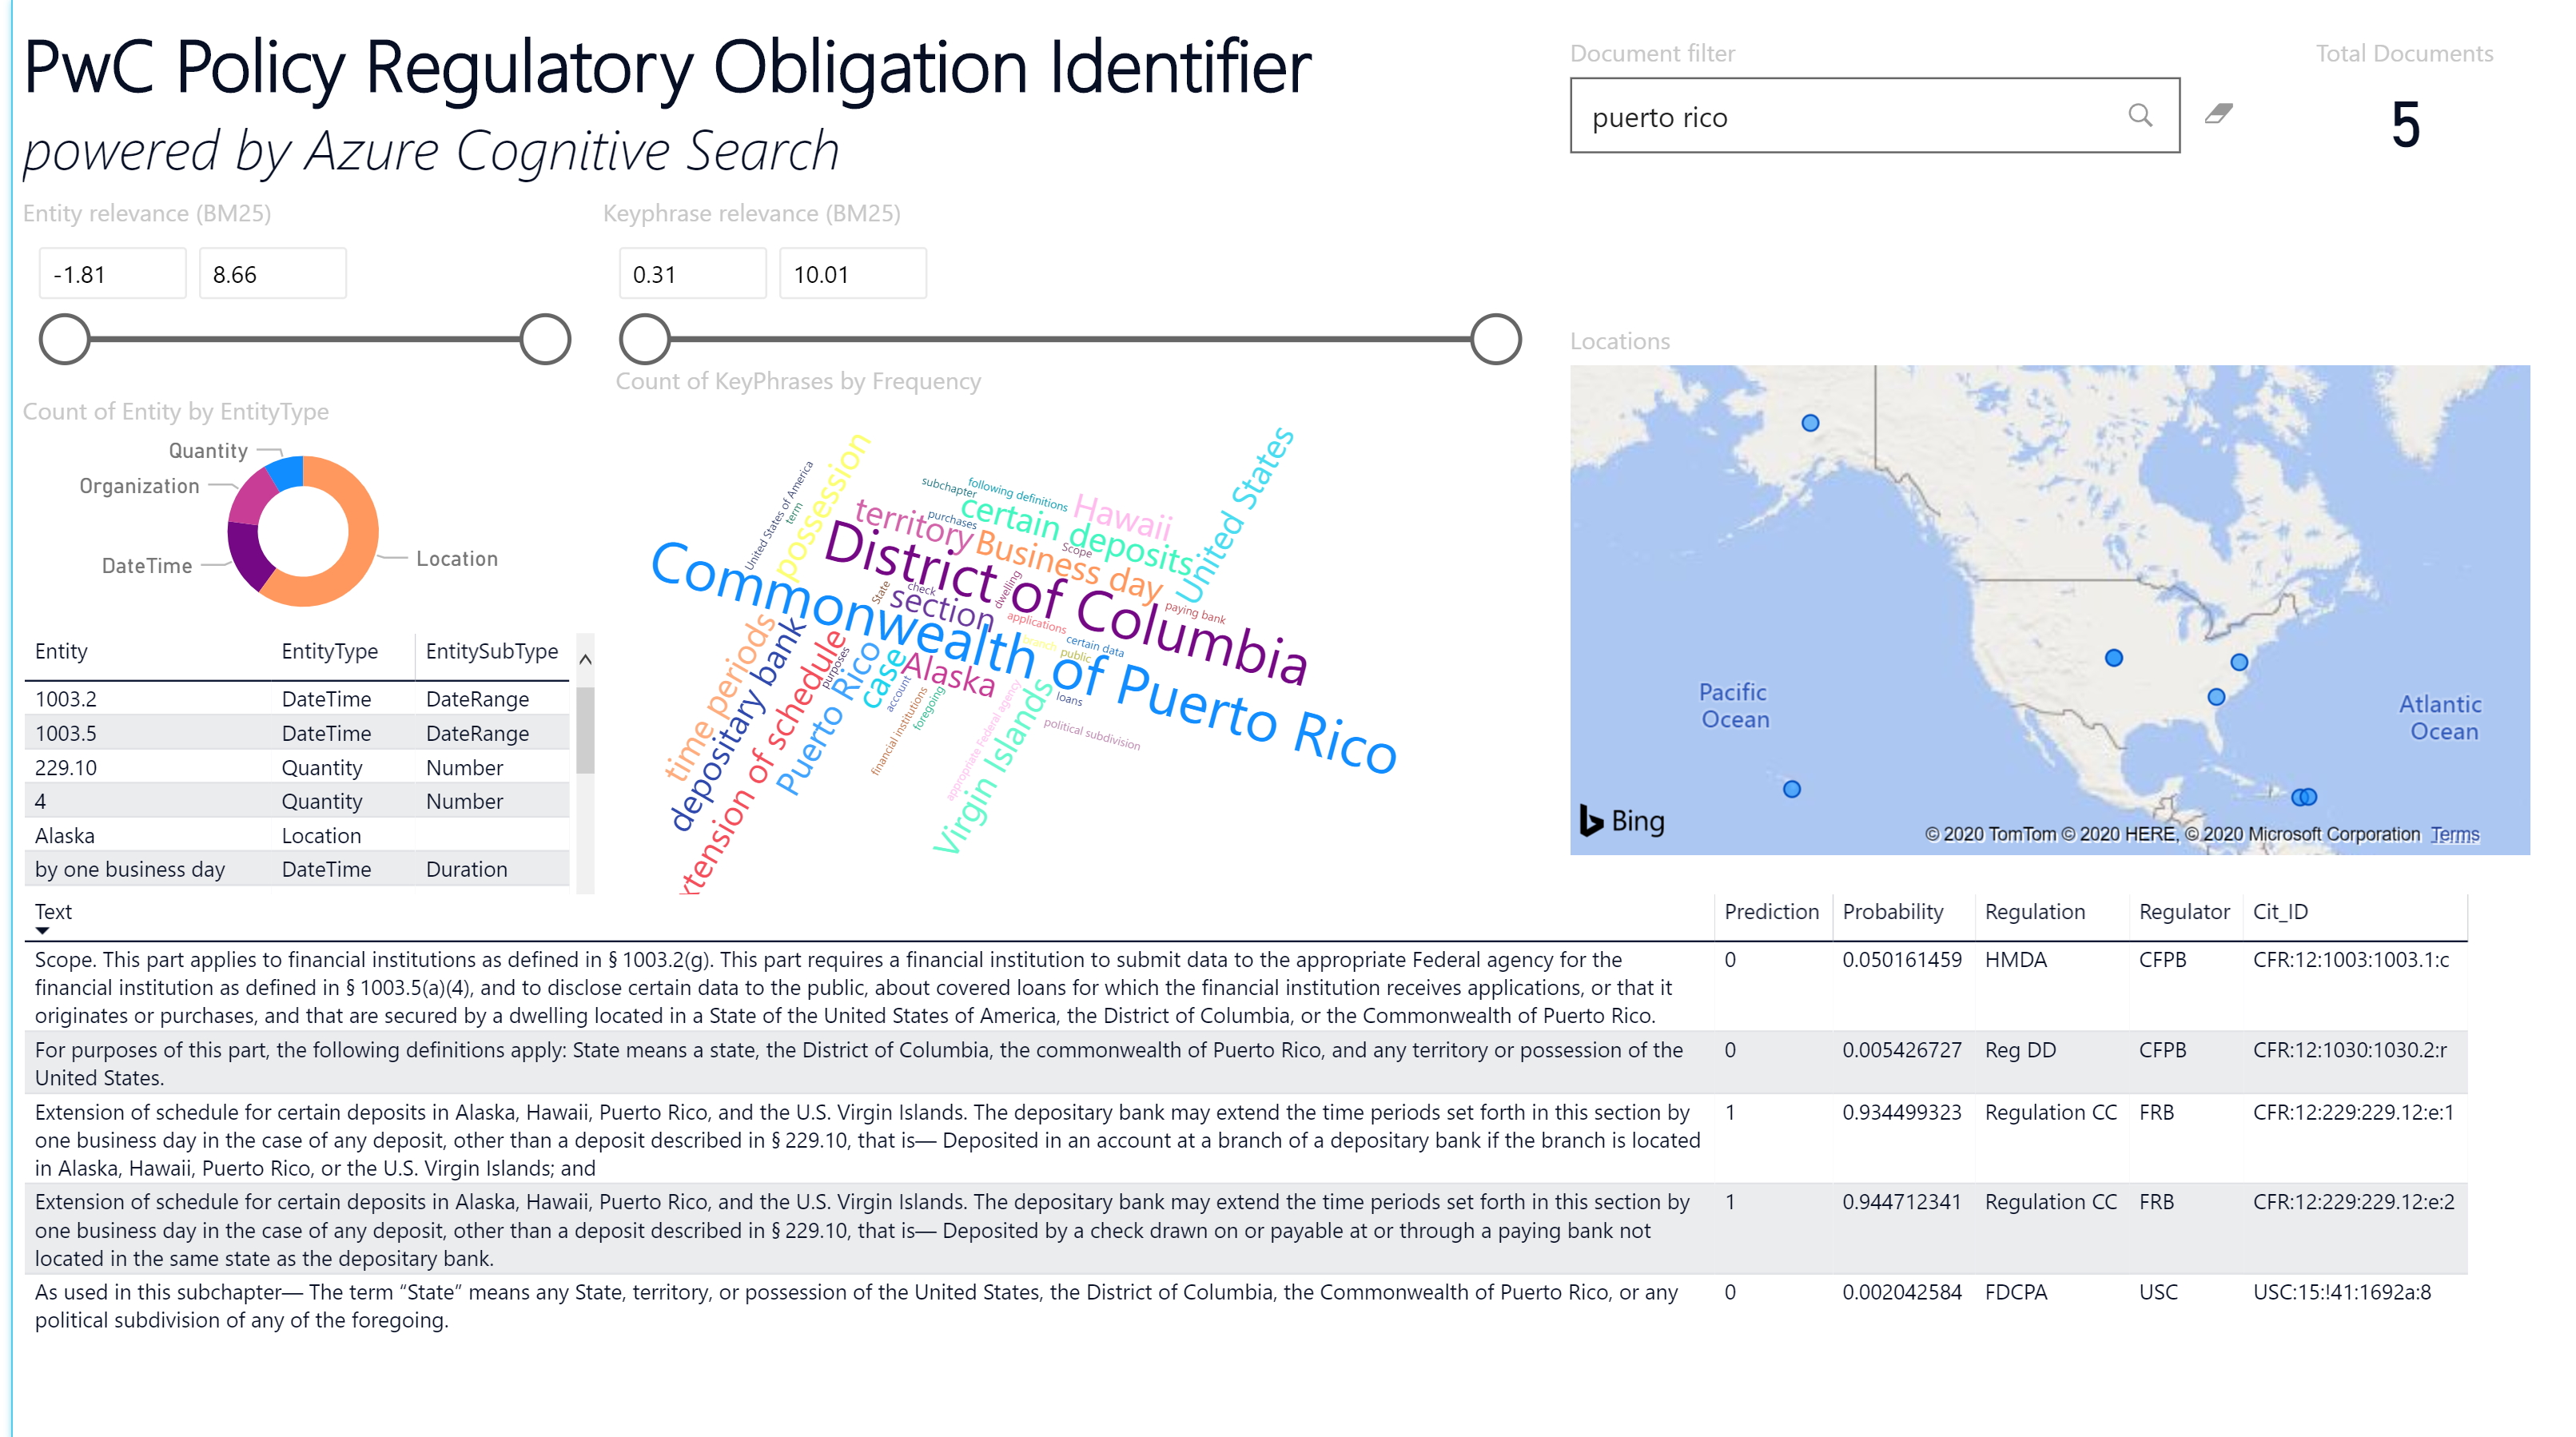 PwC Policy Regulatory Obligation Identifier
powered by Azure Cognitive Search
Document filter
puerto rico
Total Documents
5
Entity relevance (BM25)
-1.81
8.66
Keyphrase relevance (BM25)
0.31
10.01
Count of Entity by EntityType
Quantity
Organization
DateTime
Location
Count of KeyPhrases by Frequency
United States of America
term
possession
subchapter
following definitions
Hawaii
United States
territory
purchases
certain deposits
Business day
Scope
District of Columbia
Commonwealth of Puerto Rico
State
check
section
dwelling
paying bank
applications
branch
public
certain data
time periods
depositary bank
xtension of schedule
purposes
Puerto Rico
case
Alaska
account
financial institutions
foregoing
appropriate Federal agency
Virgin Islands
loans
political subdivision
Locations
Pacific
Ocean
Atlantic
Ocean
Bing
© 2020 TomTom © 2020 HERE, © 2020 Microsoft Corporation Terms
Entity EntityType EntitySubType
1003.2 DateTime DateRange
1003.5 DateTime DateRange
229.10 Quantity Number
4 Quantity Number
Alaska Location
by one business day DateTime Duration
Text Prediction Probability Regulation Regulator Cit_ID
Scope. This part applies to financial institutions as defined in § 1003.2(g). This part requires a financial institution to submit data to the appropriate Federal agency for the 0 0.050161459 HMDA CFPB CFR:12:1003:1003.1:c
financial institution as defined in § 1003.5(a)(4), and to disclose certain data to the public, about covered loans for which the financial institution receives applications, or that it
originates or purchases, and that are secured by a dwelling located in a State of the United States of America, the District of Columbia, or the Commonwealth of Puerto Rico.
For purposes of this part, the following definitions apply: State means a state, the District of Columbia, the commonwealth of Puerto Rico, and any territory or possession of the 0 0.005426727 Reg DD CFPB CFR:12:1030:1030.2:r
United States.
Extension of schedule for certain deposits in Alaska, Hawaii, Puerto Rico, and the U.S. Virgin Islands. The depositary bank may extend the time periods set forth in this section by 1 0.934499323 Regulation CC FRB CFR:12:229:229.12:e:1
one business day in the case of any deposit, other than a deposit described in § 229.10, that is— Deposited in an account at a branch of a depositary bank if the branch is located
in Alaska, Hawaii, Puerto Rico, or the U.S. Virgin Islands; and
Extension of schedule for certain deposits in Alaska, Hawaii, Puerto Rico, and the U.S. Virgin Islands. The depositary bank may extend the time periods set forth in this section by 1 0.944712341 Regulation CC FRB CFR:12:229:229.12:e:2
one business day in the case of any deposit, other than a deposit described in § 229.10, that is— Deposited by a check drawn on or payable at or through a paying bank not
located in the same state as the depositary bank.
As used in this subchapter— The term “State” means any State, territory, or possession of the United States, the District of Columbia, the Commonwealth of Puerto Rico, or any 0 0.002042584 FDCPA USC USC:15:!41:1692a:8
political subdivision of any of the foregoing.